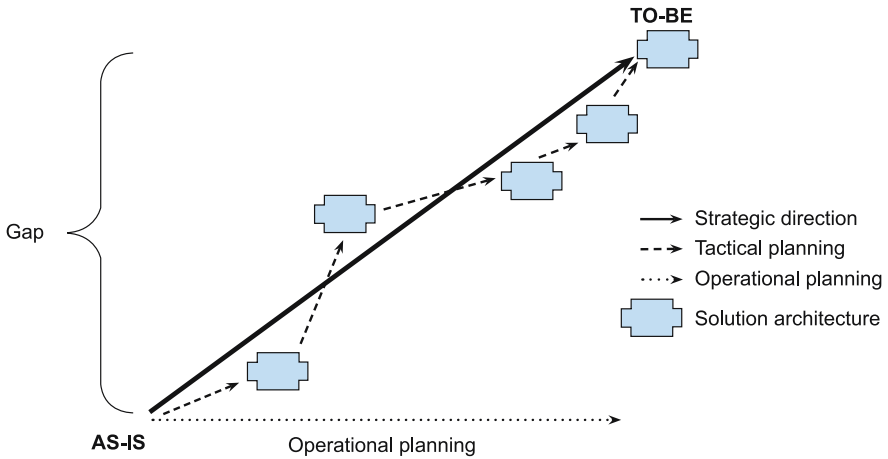 TO-BE
Gap
Strategic direction
Tactical planning
Operational planning
Solution architecture
AS-IS
Operational planning